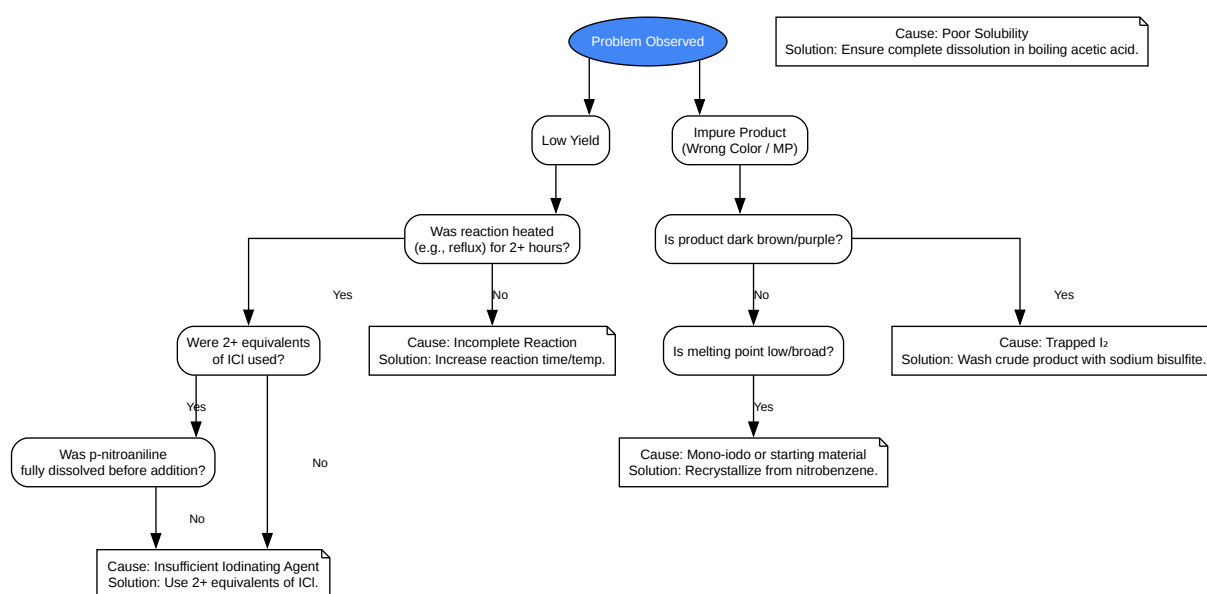 Problem Observed
Cause: Poor Solubility
Solution: Ensure complete dissolution in boiling acetic acid.
Low Yield
Impure Product
(Wrong Color / MP)
Was reaction heated
(e.g., reflux) for 2+ hours?
Is product dark brown/purple?
Yes
No
No
Yes
Were 2+ equivalents
of ICl used?
Cause: Incomplete Reaction
Solution: Increase reaction time/temp.
Is melting point low/broad?
Cause: Trapped I₂
Solution: Wash crude product with sodium bisulfite.
Yes
Yes
Was p-nitroaniline
fully dissolved before addition?
No
Cause: Mono-iodo or starting material
Solution: Recrystallize from nitrobenzene.
No
Cause: Insufficient Iodinating Agent
Solution: Use 2+ equivalents of ICl.